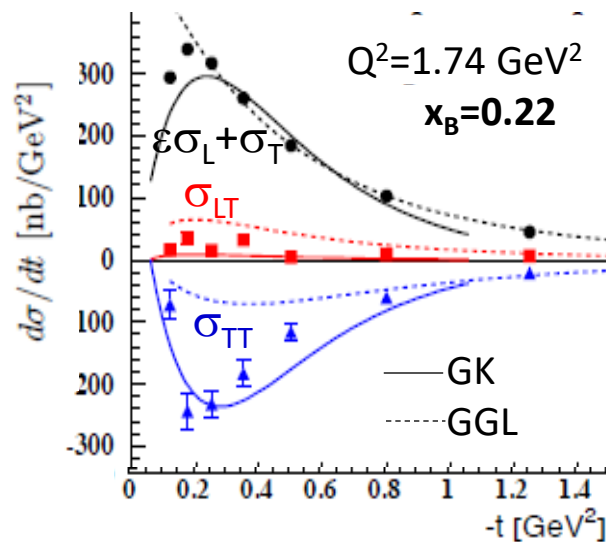 Q²=1.74 GeV²
x_B=0.22
dσ/dt [nb/GeV²]
300
200
100
0
100
200
-300
εσ_L+σ_T
σ_LT
σ_TT
GK
GGL
0 0.2 0.4 0.6 0.8 1 1.2 1.4
-t [GeV²]